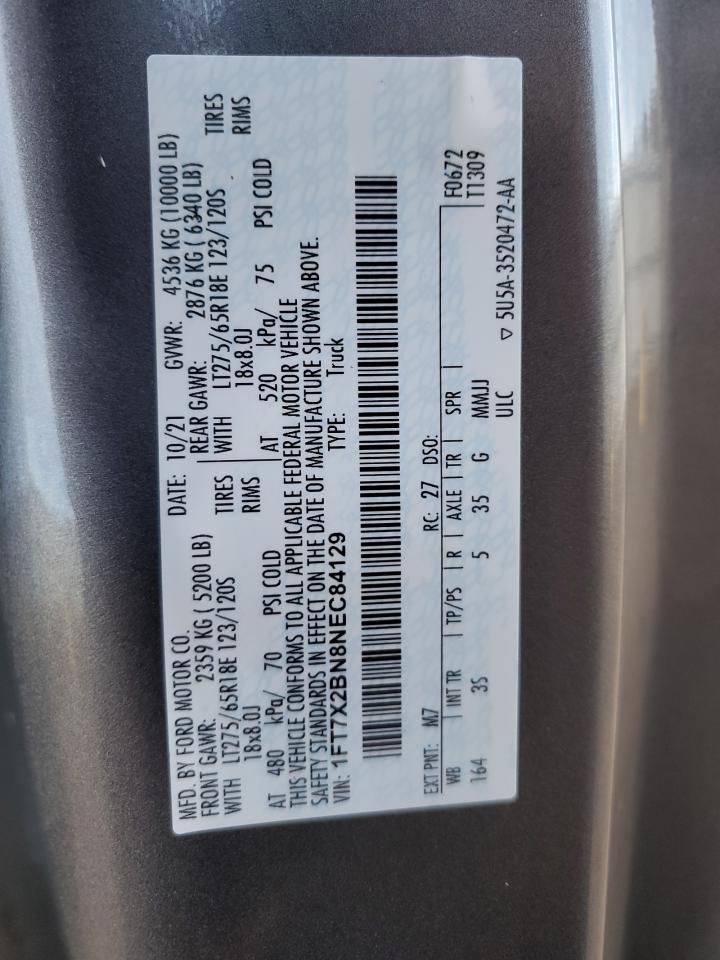 MFD. BY FORD MOTOR CO.
DATE: 10/21 GVWR: 4536 KG (10000 LB)
FRONT GAWR: 2359 KG ( 5200 LB) REAR GAWR: 2876 KG ( 6340 LB)
WITH LT275/65R18E 123/120S TIRES WITH LT275/65R18E 123/120S TIRES
18x8.0J RIMS 18x8.0J RIMS
AT 480 kPa/ 70 PSI COLD AT 520 kPa/ 75 PSI COLD
THIS VEHICLE CONFORMS TO ALL APPLICABLE FEDERAL MOTOR VEHICLE
SAFETY STANDARDS IN EFFECT ON THE DATE OF MANUFACTURE SHOWN ABOVE.
VIN: 1FT7X2BN8NEC84129 TYPE: Truck
EXT PNT: M7 RC: 27 DSO: F0672
WB INT TR TP/PS R AXLE TR SPR T1309
164 3S 5 35 G MMJJ
ULC ▽ 5U5A-3520472-AA